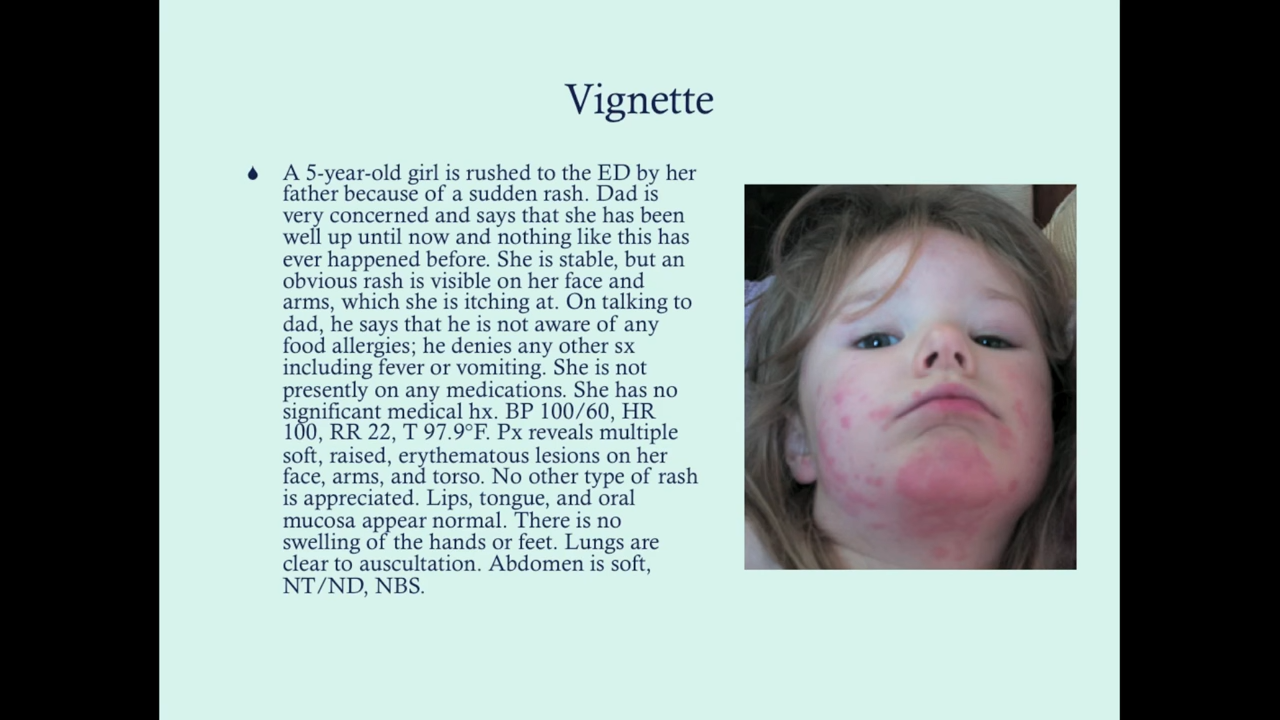 Vignette
A 5-year-old girl is rushed to the ED by her
father because of a sudden rash. Dad is
very concerned and says that she has been
well up until now and nothing like this has
ever happened before. She is stable, but an
obvious rash is visible on her face and
arms, which she is itching at. On talking to
dad, he says that he is not aware of any
food allergies; he denies any other sx
including fever or vomiting. She is not
presently on any medications. She has no
significant medical hx. BP 100/60, HR
100, RR 22, T 97.9°F. Px reveals multiple
soft, raised, erythematous lesions on her
face, arms, and torso. No other type of rash
is appreciated. Lips, tongue, and oral
mucosa appear normal. There is no
swelling of the hands or feet. Lungs are
clear to auscultation. Abdomen is soft,
NT/ND, NBS.